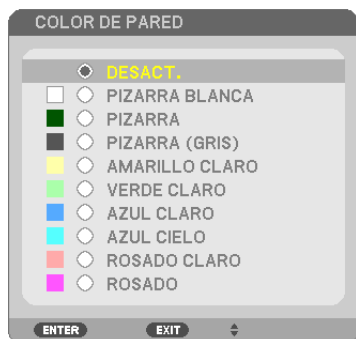 COLOR DE PARED
DESACT.
PIZARRA BLANCA
PIZARRA
PIZARRA (GRIS)
AMARILLO CLARO
VERDE CLARO
AZUL CLARO
AZUL CIELO
ROSADO CLARO
ROSADO
ENTER EXIT